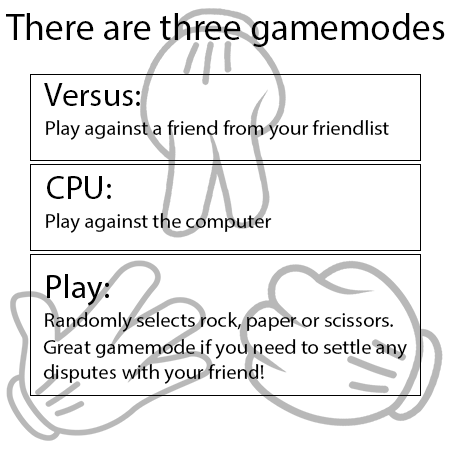 There are three gamemodes
Versus:
Play against a friend from your friendlist
CPU:
Play against the computer
Play:
Randomly selects rock, paper or scissors.
Great gamemode if you need to settle any
disputes with your friend!